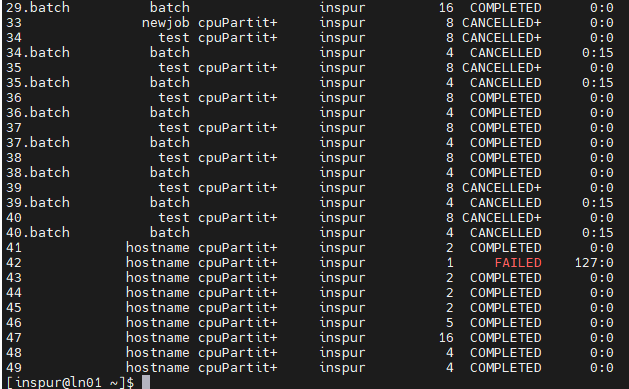 29.batch batch inspur 16 COMPLETED 0:0
33 newjob cpuPartit+ inspur 8 CANCELLED+ 0:0
34 test cpuPartit+ inspur 8 CANCELLED+ 0:0
34.batch batch inspur 4 CANCELLED 0:15
35 test cpuPartit+ inspur 8 CANCELLED+ 0:0
35.batch batch inspur 4 CANCELLED 0:15
36 test cpuPartit+ inspur 8 COMPLETED 0:0
36.batch batch inspur 4 COMPLETED 0:0
37 test cpuPartit+ inspur 8 COMPLETED 0:0
37.batch batch inspur 4 COMPLETED 0:0
38 test cpuPartit+ inspur 8 COMPLETED 0:0
38.batch batch inspur 4 COMPLETED 0:0
39 test cpuPartit+ inspur 8 CANCELLED+ 0:0
39.batch batch inspur 4 CANCELLED 0:15
40 test cpuPartit+ inspur 8 CANCELLED+ 0:0
40.batch batch inspur 4 CANCELLED 0:15
41 hostname cpuPartit+ inspur 2 COMPLETED 0:0
42 hostname cpuPartit+ inspur 1 FAILED 127:0
43 hostname cpuPartit+ inspur 2 COMPLETED 0:0
44 hostname cpuPartit+ inspur 2 COMPLETED 0:0
45 hostname cpuPartit+ inspur 2 COMPLETED 0:0
46 hostname cpuPartit+ inspur 5 COMPLETED 0:0
47 hostname cpuPartit+ inspur 16 COMPLETED 0:0
48 hostname cpuPartit+ inspur 4 COMPLETED 0:0
49 hostname cpuPartit+ inspur 4 COMPLETED 0:0
[inspur@ln01 ~]$